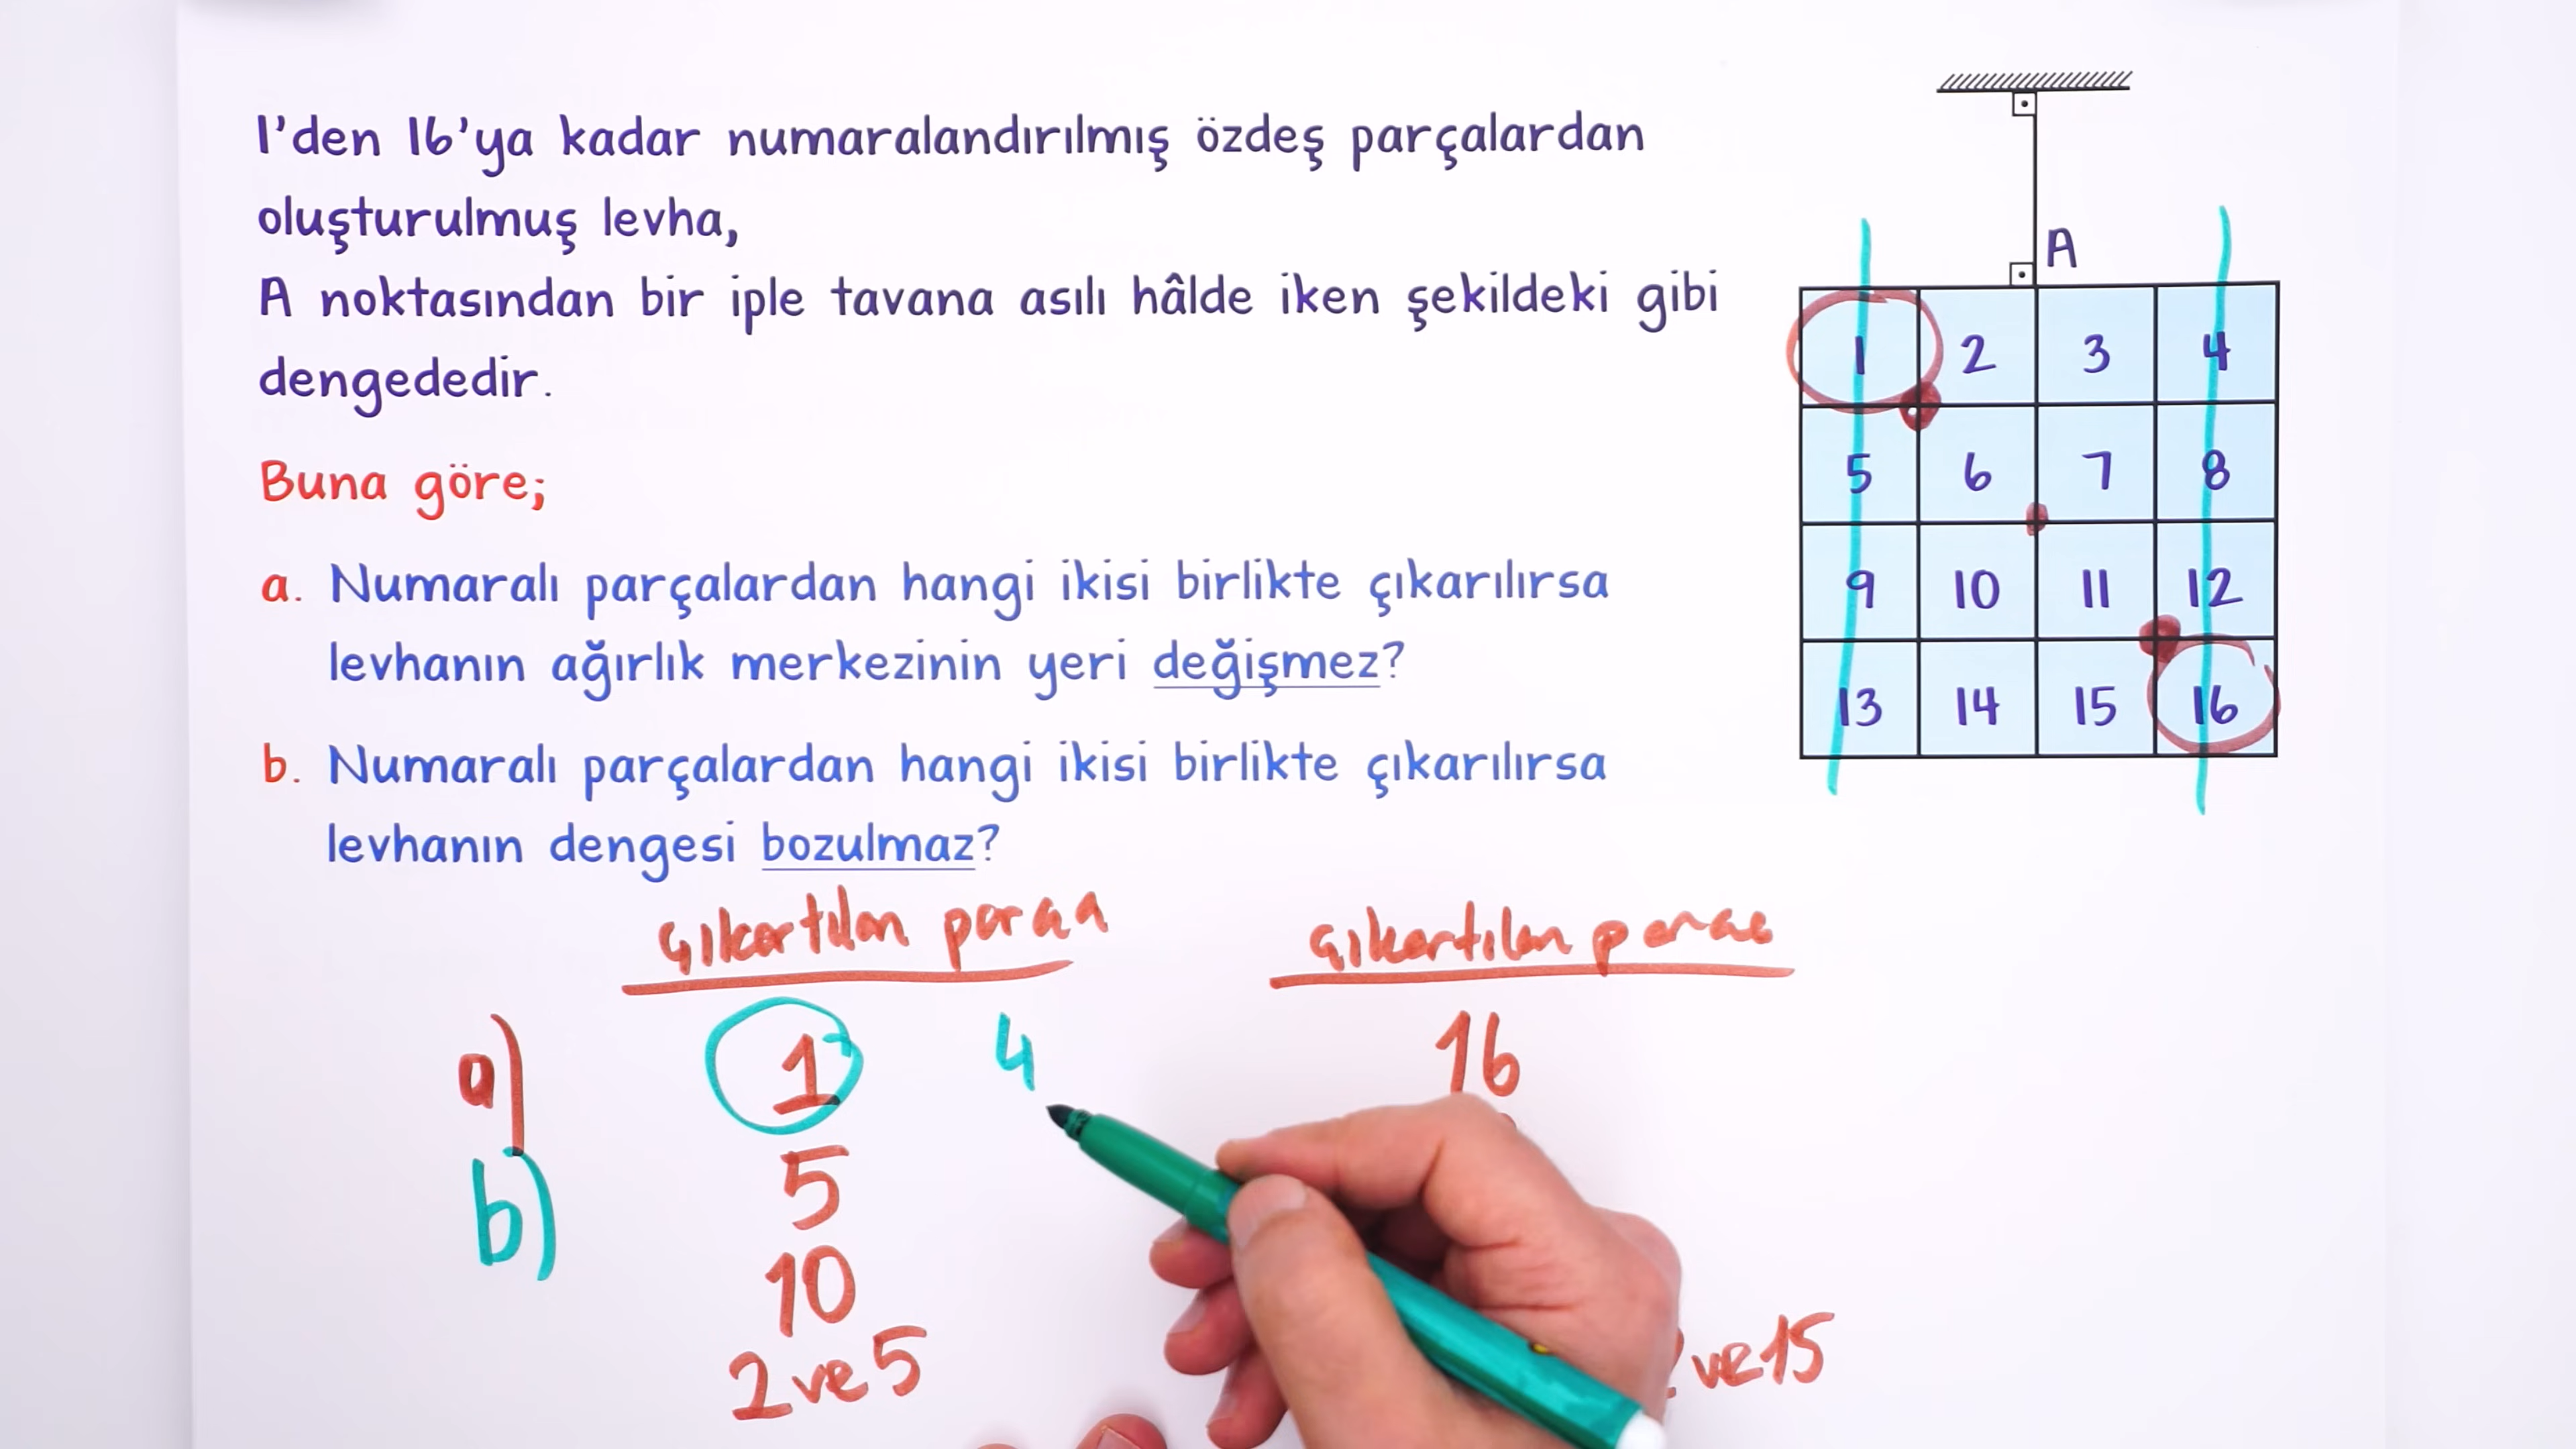 1'den 16'ya kadar numaralandırılmış özdeş parçalardan
oluşturulmuş levha,
A noktasından bir iple tavana asılı hâlde iken şekildeki gibi
dengededir.
Buna göre;
a. Numaralı parçalardan hangi ikisi birlikte çıkarılırsa
levhanın ağırlık merkezinin yeri değişmez?
b. Numaralı parçalardan hangi ikisi birlikte çıkarılırsa
levhanın dengesi bozulmaz?
A
1 2 3 4
5 6 7 8
9 10 11 12
13 14 15 16
çıkartılan parça çıkartılan parça
a) 1 4 16
b) 5
10
2 ve 5 ve 15